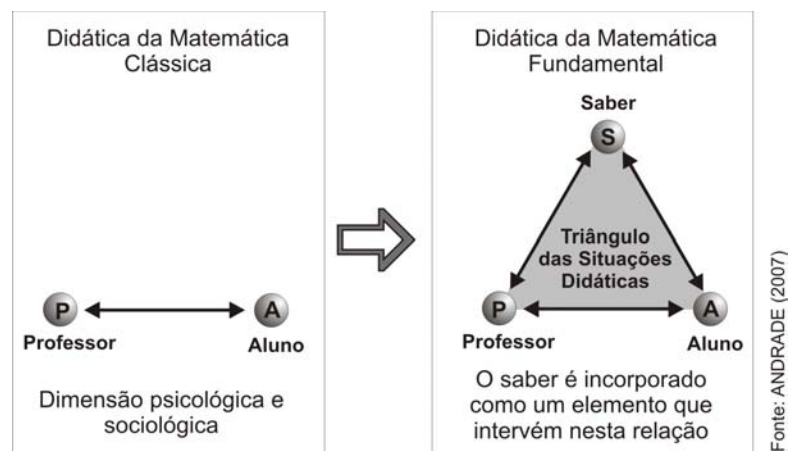 Didática da Matemática
Clássica
P
A
Professor
Aluno
Dimensão psicológica e
sociológica
Didática da Matemática
Fundamental
Saber
S
Triângulo
das Situações
Didáticas
P
A
Professor
Aluno
O saber é incorporado
como um elemento que
intervém nesta relação
Fonte: ANDRADE (2007)